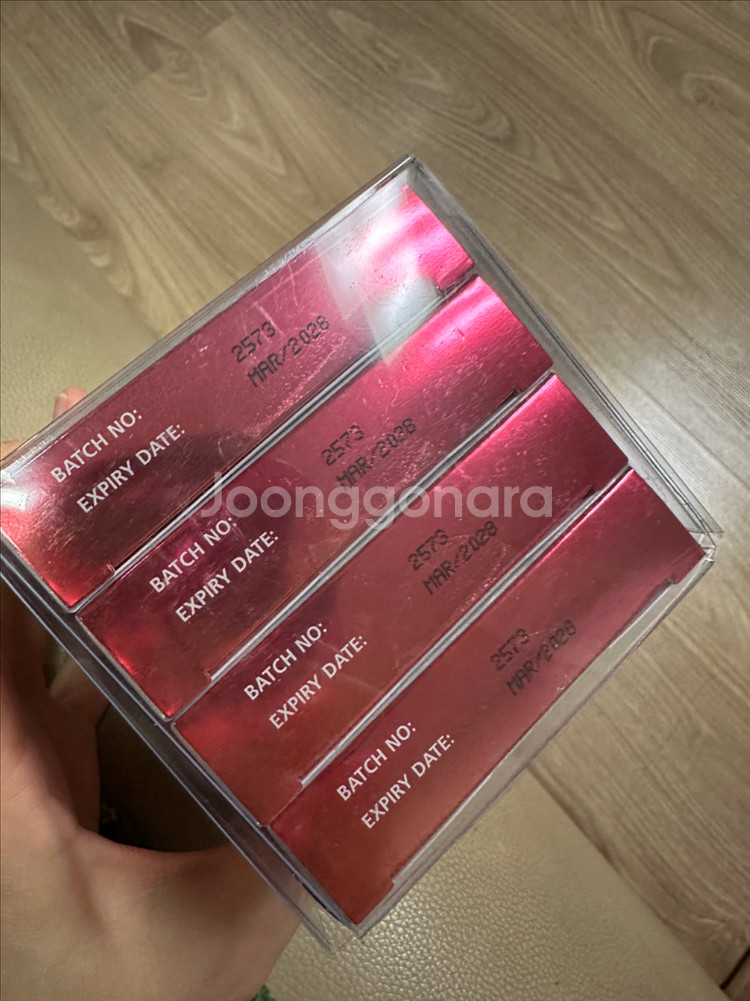 2573
MAR/2028
BATCH NO:
EXPIRY DATE:
2573
MAR/2028
BATCH NO:
EXPIRY DATE:
2573
MAR/2028
BATCH NO:
EXPIRY DATE:
2573
MAR/2028
BATCH NO:
EXPIRY DATE:
Joonggonara